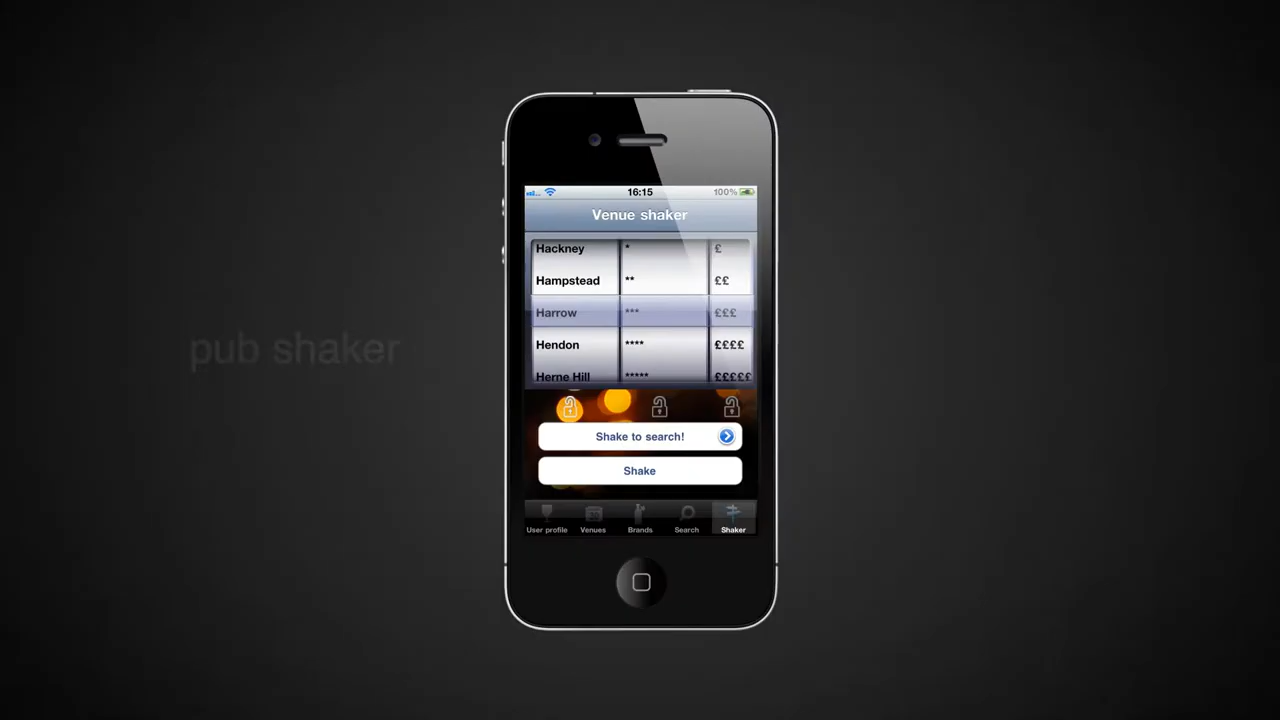 16:15
100%
Venue shaker
Hackney * £
Hampstead ** ££
Harrow *** £££
Hendon **** ££££
Herne Hill ***** £££££
pub shaker
Shake to search!
Shake
User profile Venues Brands Search Shaker